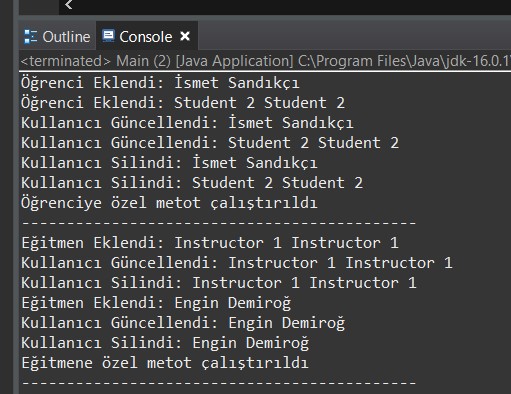 Outline Console
<terminated> Main (2) [Java Application] C:\Program Files\Java\jdk-16.0.1
Öğrenci Eklendi: İsmet Sandıkçı
Öğrenci Eklendi: Student 2 Student 2
Kullanıcı Güncellendi: İsmet Sandıkçı
Kullanıcı Güncellendi: Student 2 Student 2
Kullanıcı Silindi: İsmet Sandıkçı
Kullanıcı Silindi: Student 2 Student 2
Öğrenciye özel metot çalıştırıldı
--------------------------------------------
Eğitmen Eklendi: Instructor 1 Instructor 1
Kullanıcı Güncellendi: Instructor 1 Instructor 1
Kullanıcı Silindi: Instructor 1 Instructor 1
Eğitmen Eklendi: Engin Demiroğ
Kullanıcı Güncellendi: Engin Demiroğ
Kullanıcı Silindi: Engin Demiroğ
Eğitmene özel metot çalıştırıldı
--------------------------------------------